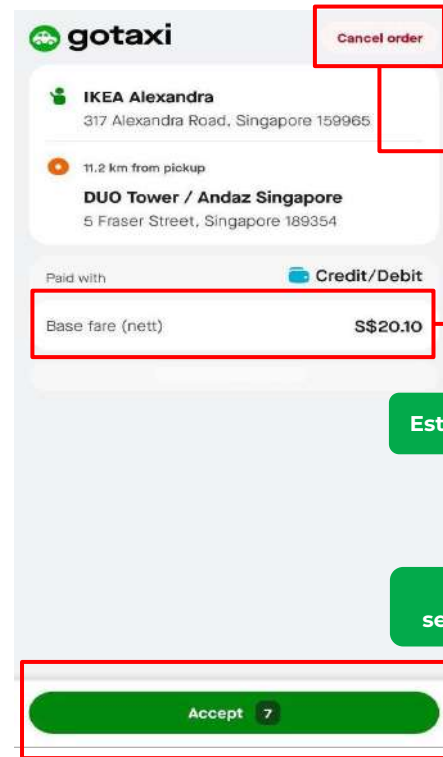 gotaxi
Cancel order
IKEA Alexandra
317 Alexandra Road, Singapore 159965
11.2 km from pickup
DUO Tower / Andaz Singapore
5 Fraser Street, Singapore 189354
Paid with
Credit/Debit
Base fare (nett)
S$20.10
Est
se
Accept 7